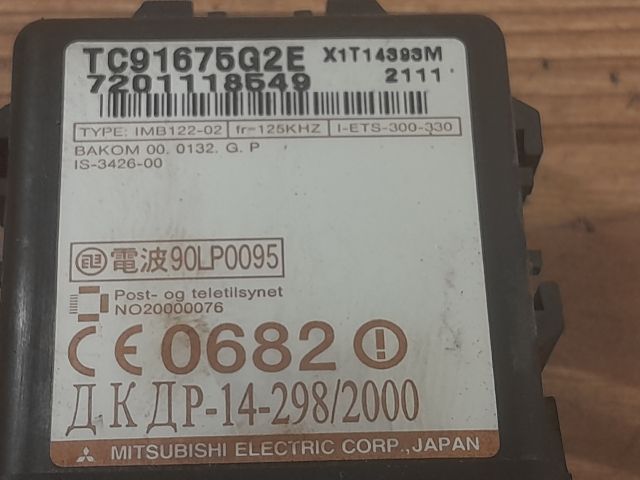 TC91675G2E X1T14393M
7201118549 2111
TYPE: IMB122-02 fr=125KHZ I-ETS-300-330
BAKOM 00. 0132. G. P
IS-3426-00
電波90LP0095
Post- og teletilsynet
NO20000076
CE 0682
Д К ДР-14-298/2000
MITSUBISHI ELECTRIC CORP., JAPAN